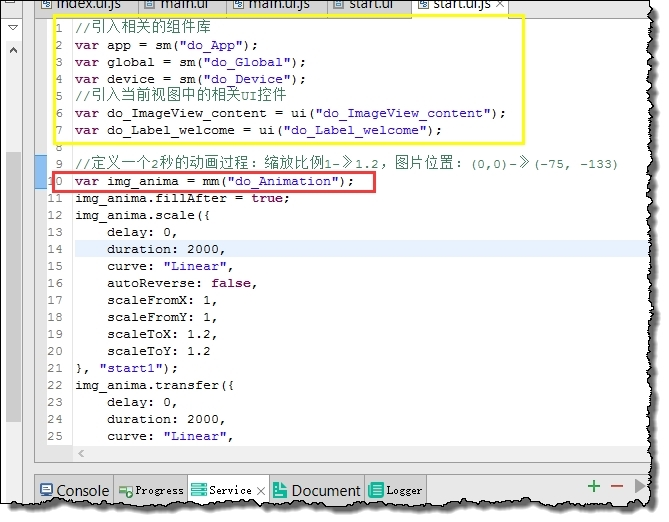 index.ui.js main.ui main.ui.js start.ui start.ui.js
1 //引入相关的组件库
2 var app = sm("do_App");
3 var global = sm("do_Global");
4 var device = sm("do_Device");
5 //引入当前视图中的相关UI控件
6 var do_ImageView_content = ui("do_ImageView_content");
7 var do_Label_welcome = ui("do_Label_welcome");
8
9 //定义一个2秒的动画过程：缩放比例1-》1.2，图片位置：(0,0)-》(-75, -133)
10 var img_anima = mm("do_Animation");
11 img_anima.fillAfter = true;
12 img_anima.scale({
13 delay: 0,
14 duration: 2000,
15 curve: "Linear",
16 autoReverse: false,
17 scaleFromX: 1,
18 scaleFromY: 1,
19 scaleToX: 1.2,
20 scaleToY: 1.2
21 }, "start1");
22 img_anima.transfer({
23 delay: 0,
24 duration: 2000,
25 curve: "Linear",
Console Progress Service Document Logger